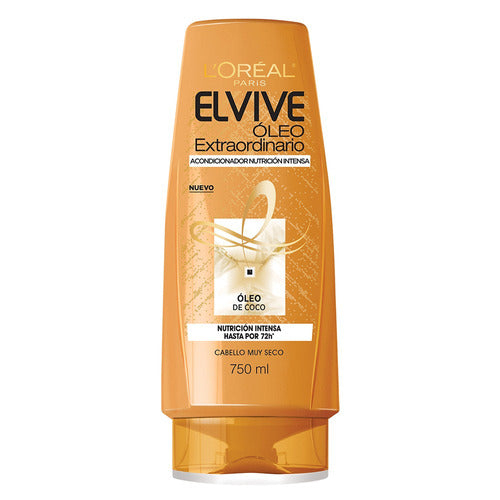 L'ORÉAL
PARIS
ELVIVE
ÓLEO
Extraordinario
ACONDICIONADOR NUTRICIÓN INTENSA
NUEVO
ÓLEO
DE COCO
NUTRICIÓN INTENSA
HASTA POR 72h*
CABELLO MUY SECO
750 ml